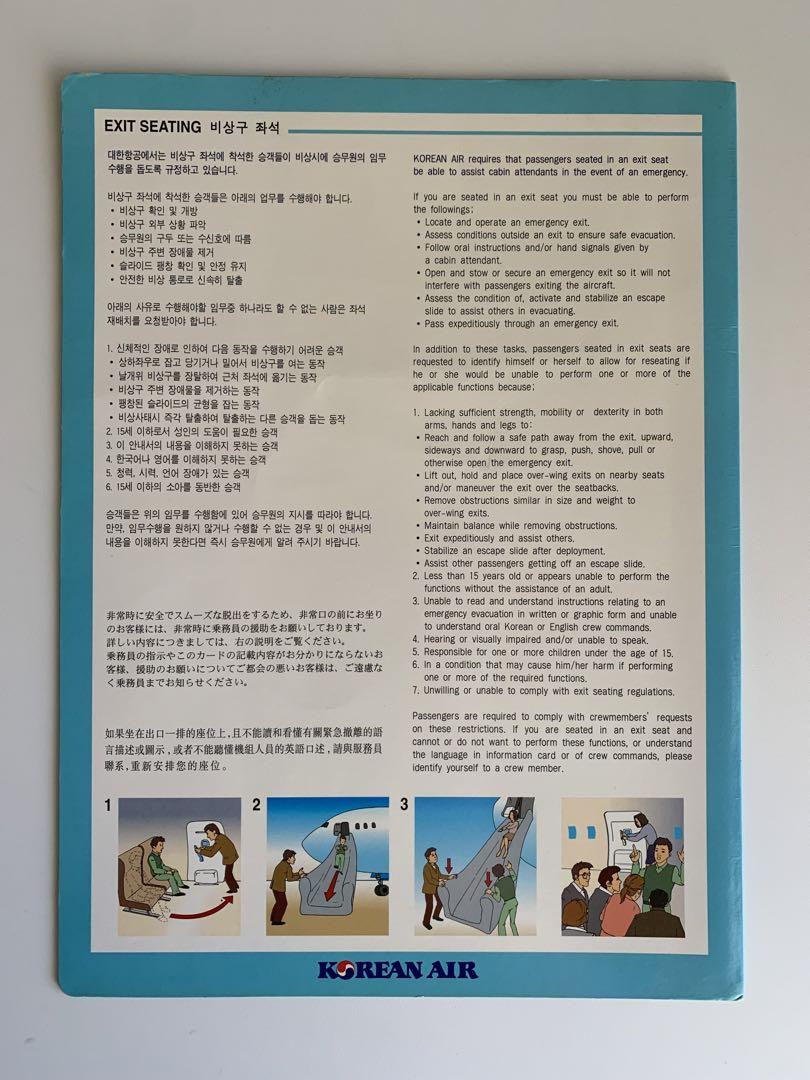 EXIT SEATING 비상구 좌석
대한항공에서는 비상구 좌석에 착석한 승객들이 비상시에 승무원의 임무
수행을 돕도록 규정하고 있습니다.
비상구 좌석에 착석한 승객들은 아래의 업무를 수행해야 합니다.
• 비상구 확인 및 개방
• 비상구 외부 상황 파악
• 승무원의 구두 또는 수신호에 따름
• 비상구 주변 장애물 제거
• 슬라이드 팽창 확인 및 안정 유지
• 안전한 비상 통로로 신속히 탈출
아래의 사유로 수행해야할 임무중 하나라도 할 수 없는 사람은 좌석
재배치를 요청받아야 합니다.
1. 신체적인 장애로 인하여 다음 동작을 수행하기 어려운 승객
• 상하좌우로 잡고 당기거나 밀어서 비상구를 여는 동작
• 날개위 비상구를 장탈하여 근처 좌석에 옮기는 동작
• 비상구 주변 장애물을 제거하는 동작
• 팽창된 슬라이드의 균형을 잡는 동작
• 비상사태시 즉각 탈출하여 탈출하는 다른 승객을 돕는 동작
2. 15세 이하로서 성인의 도움이 필요한 승객
3. 이 안내서의 내용을 이해하지 못하는 승객
4. 한국어나 영어를 이해하지 못하는 승객
5. 청력, 시력, 언어 장애가 있는 승객
6. 15세 이하의 소아를 동반한 승객
승객들은 위의 임무를 수행함에 있어 승무원의 지시를 따라야 합니다.
만약, 임무수행을 원하지 않거나 수행할 수 없는 경우 및 이 안내서의
내용을 이해하지 못한다면 즉시 승무원에게 알려 주시기 바랍니다.
非常時に安全でスムーズな脱出をするため、非常口の前にお坐り
のお客様には、非常時に乗務員の援助をお願いしております。
詳しい内容につきましては、右の説明をご覧ください。
乗務員の指示やこのカードの記載内容がお分かりにならないお
客様、援助のお願いについてご都会の悪いお客様は、ご遠慮な
く乗務員までお知らせください。
如果坐在出口一排的座位上,且不能讀和看懂有關緊急撤離的語
言描述或圖示,或者不能聽懂機組人員的英語口述,請與服務員
聯系,重新安排您的座位。
KOREAN AIR requires that passengers seated in an exit seat
be able to assist cabin attendants in the event of an emergency.
If you are seated in an exit seat you must be able to perform
the followings;
• Locate and operate an emergency exit.
• Assess conditions outside an exit to ensure safe evacuation.
• Follow oral instructions and/or hand signals given by
a cabin attendant.
• Open and stow or secure an emergency exit so it will not
interfere with passengers exiting the aircraft.
• Assess the condition of, activate and stabilize an escape
slide to assist others in evacuating.
• Pass expeditiously through an emergency exit.
In addition to these tasks, passengers seated in exit seats are
requested to identify himself or herself to allow for reseating if
he or she would be unable to perform one or more of the
applicable functions because;
1. Lacking sufficient strength, mobility or dexterity in both
arms, hands and legs to:
• Reach and follow a safe path away from the exit. upward,
sideways and downward to grasp, push, shove, pull or
otherwise open the emergency exit.
• Lift out, hold and place over-wing exits on nearby seats
and/or maneuver the exit over the seatbacks.
• Remove obstructions similar in size and weight to
over-wing exits.
• Maintain balance while removing obstructions.
• Exit expeditiously and assist others.
• Stabilize an escape slide after deployment.
• Assist other passengers getting off an escape slide.
2. Less than 15 years old or appears unable to perform the
functions without the assistance of an adult.
3. Unable to read and understand instructions relating to an
emergency evacuation in written or graphic form and unable
to understand oral Korean or English crew commands.
4. Hearing or visually impaired and/or unable to speak.
5. Responsible for one or more children under the age of 15.
6. In a condition that may cause him/her harm if performing
one or more of the required functions.
7. Unwilling or unable to comply with exit seating regulations.
Passengers are required to comply with crewmembers' requests
on these restrictions. If you are seated in an exit seat and
cannot or do not want to perform these functions, or understand
the language in information card or of crew commands, please
identify yourself to a crew member.
1
2
3
KOREAN AIR